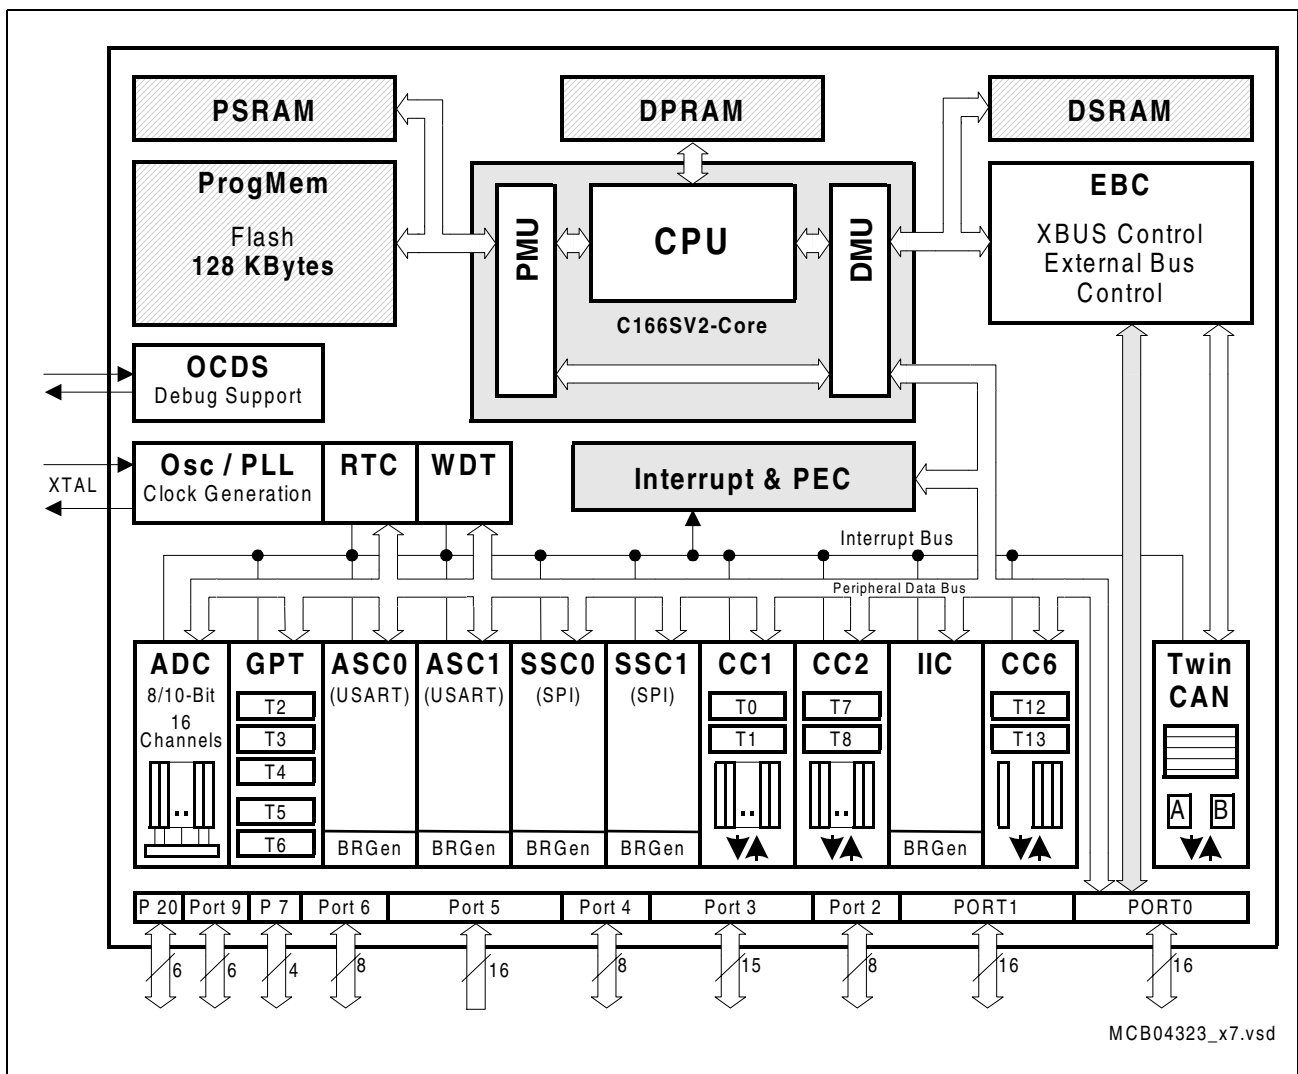 PSRAM
DPRAM
DSRAM
ProgMem
Flash
128 KBytes
PMU
CPU
DMU
C166SV2-Core
EBC
XBUS Control
External Bus
Control
OCDS
Debug Support
Osc / PLL
Clock Generation
RTC
WDT
XTAL
Interrupt & PEC
Interrupt Bus
Peripheral Data Bus
ADC
8/10-Bit
16
Channels
GPT
T2
T3
T4
T5
T6
ASC0
(USART)
BRGen
ASC1
(USART)
BRGen
SSC0
(SPI)
BRGen
SSC1
(SPI)
BRGen
CC1
T0
T1
CC2
T7
T8
IIC
BRGen
CC6
T12
T13
Twin
CAN
A
B
P 20
Port 9
P 7
Port 6
Port 5
Port 4
Port 3
Port 2
PORT1
PORT0
6
6
4
8
16
8
15
8
16
16
MCB04323_x7.vsd